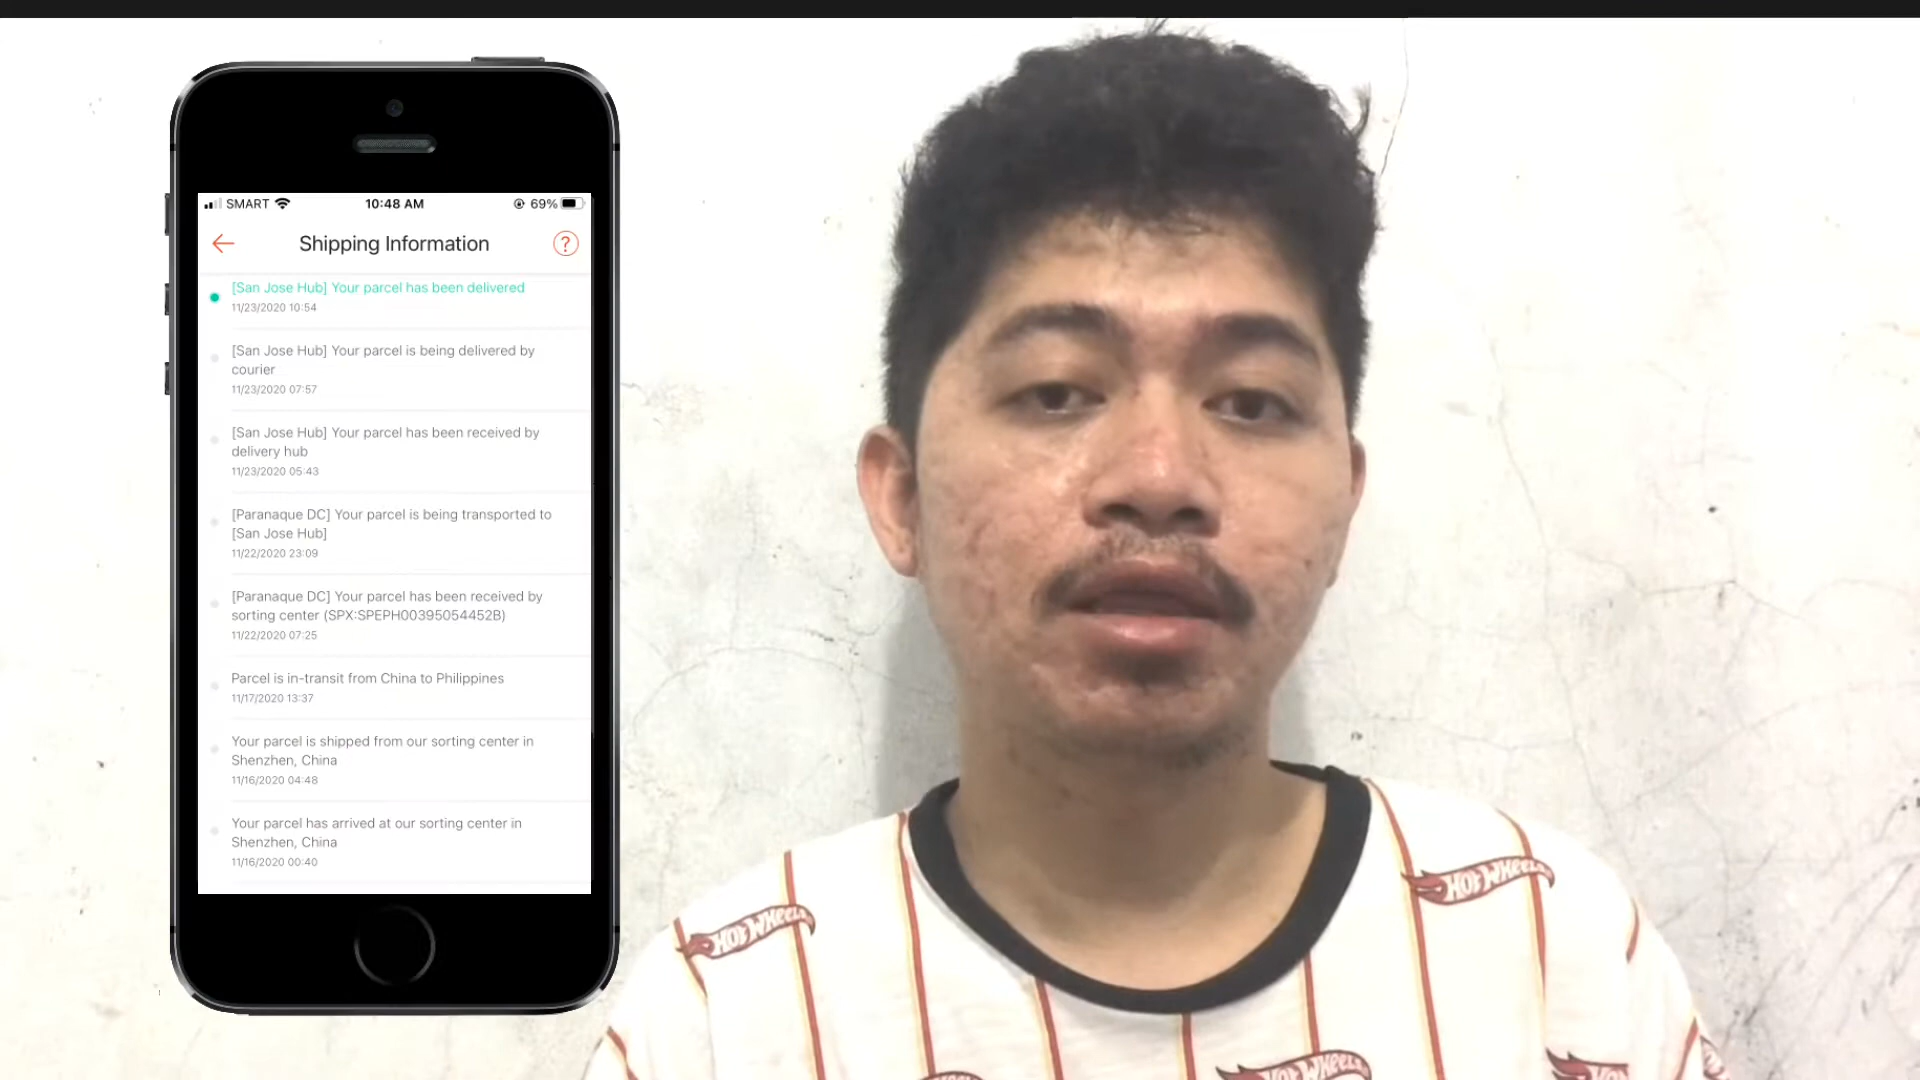 SMART
10:48 AM
69%
Shipping Information
?
[San Jose Hub] Your parcel has been delivered
11/23/2020 10:54
[San Jose Hub] Your parcel is being delivered by
courier
11/23/2020 07:57
[San Jose Hub] Your parcel has been received by
delivery hub
11/23/2020 05:43
[Paranaque DC] Your parcel is being transported to
[San Jose Hub]
11/22/2020 23:09
[Paranaque DC] Your parcel has been received by
sorting center (SPX:SPEPH00395054452B)
11/22/2020 07:25
Parcel is in-transit from China to Philippines
11/17/2020 13:37
Your parcel is shipped from our sorting center in
Shenzhen, China
11/16/2020 04:48
Your parcel has arrived at our sorting center in
Shenzhen, China
11/16/2020 00:40
HOT WHEELS
HOT WHEELS
HOT WHEELS